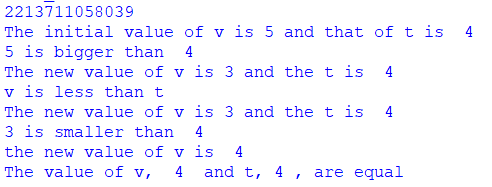 2213711058039
The initial value of v is 5 and that of t is  4
5 is bigger than  4
The new value of v is 3 and the t is  4
v is less than t
The new value of v is 3 and the t is  4
3 is smaller than  4
the new value of v is  4
The value of v,  4  and t, 4 , are equal